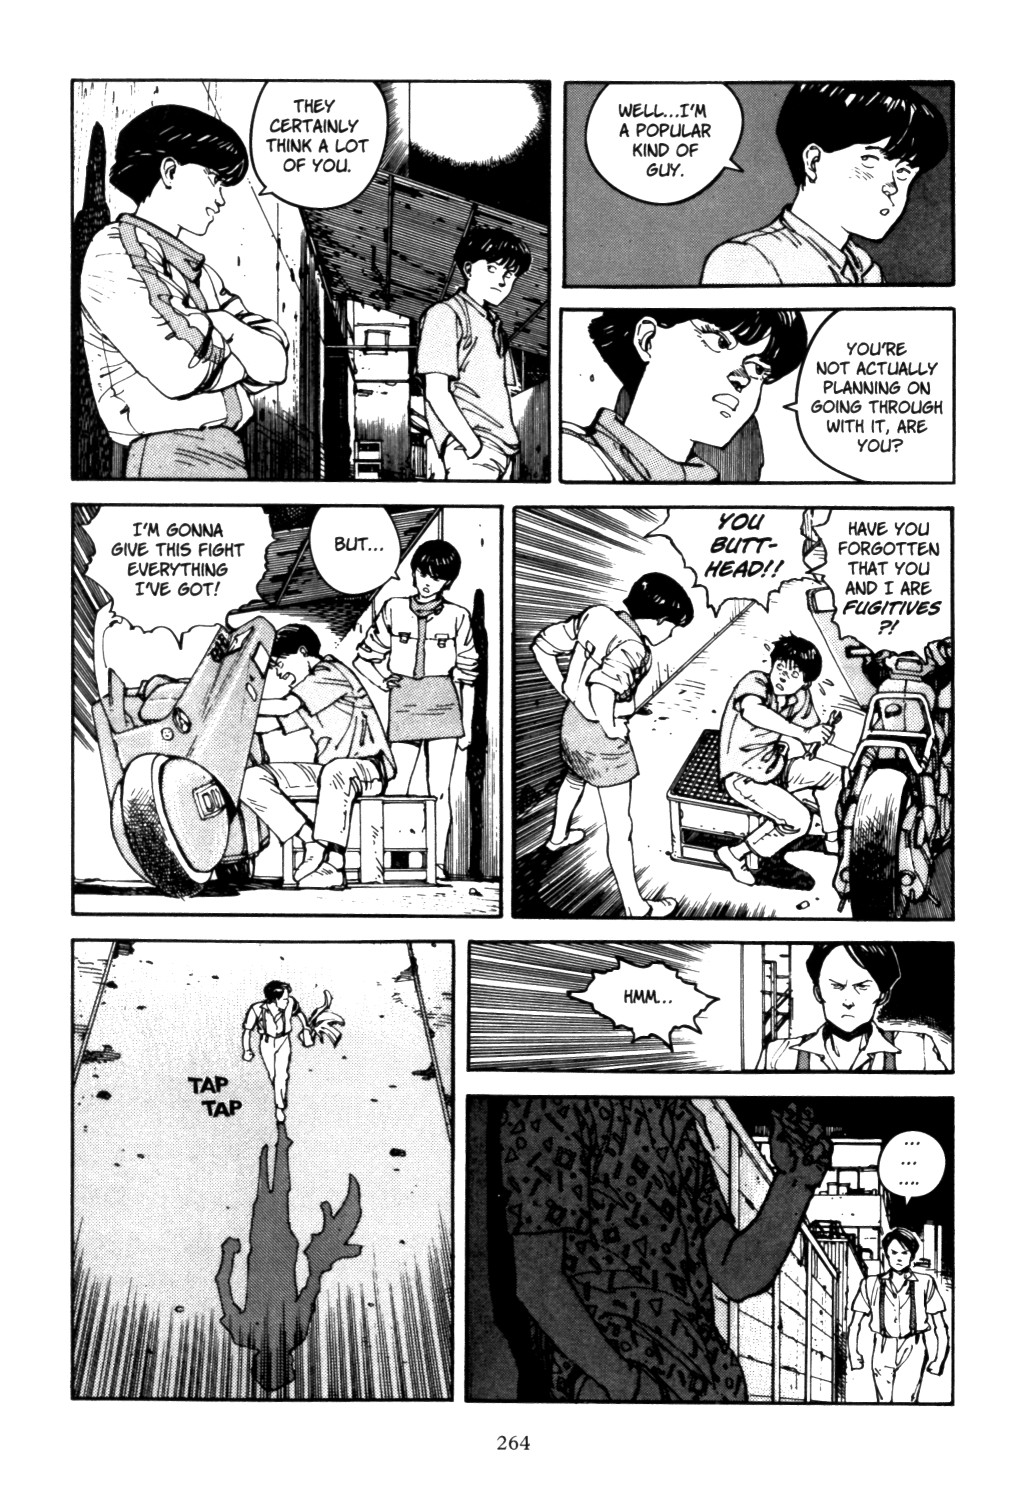 THEY
CERTAINLY
THINK A LOT
OF YOU.
WELL...I'M
A POPULAR
KIND OF
GUY.
YOU'RE
NOT ACTUALLY
PLANNING ON
GOING THROUGH
WITH IT, ARE
YOU?
I'M GONNA
GIVE THIS FIGHT
EVERYTHING
I'VE GOT!
BUT...
YOU
BUTT-
HEAD!!
HAVE YOU
FORGOTTEN
THAT YOU
AND I ARE
FUGITIVES
?!
TAP
TAP
HMM...
...
...
....
264